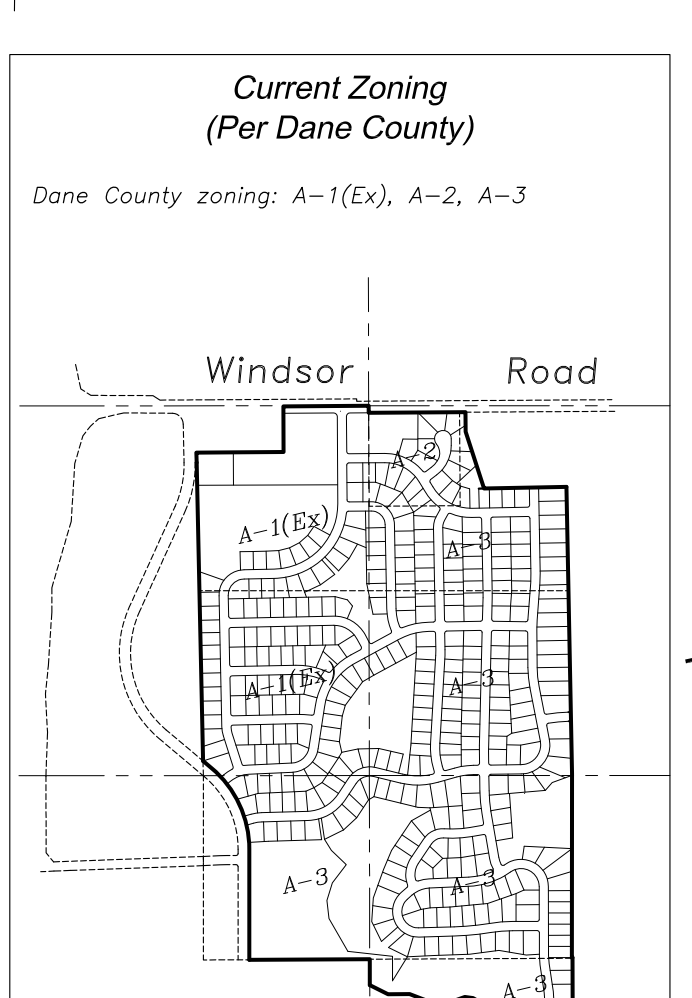 Current Zoning
(Per Dane County)
Dane County zoning: A-1(Ex), A-2, A-3
Windsor Road
A-2
A-1(Ex)
A-3
A-1(Ex)
A-3
A-3
A-3
A-3